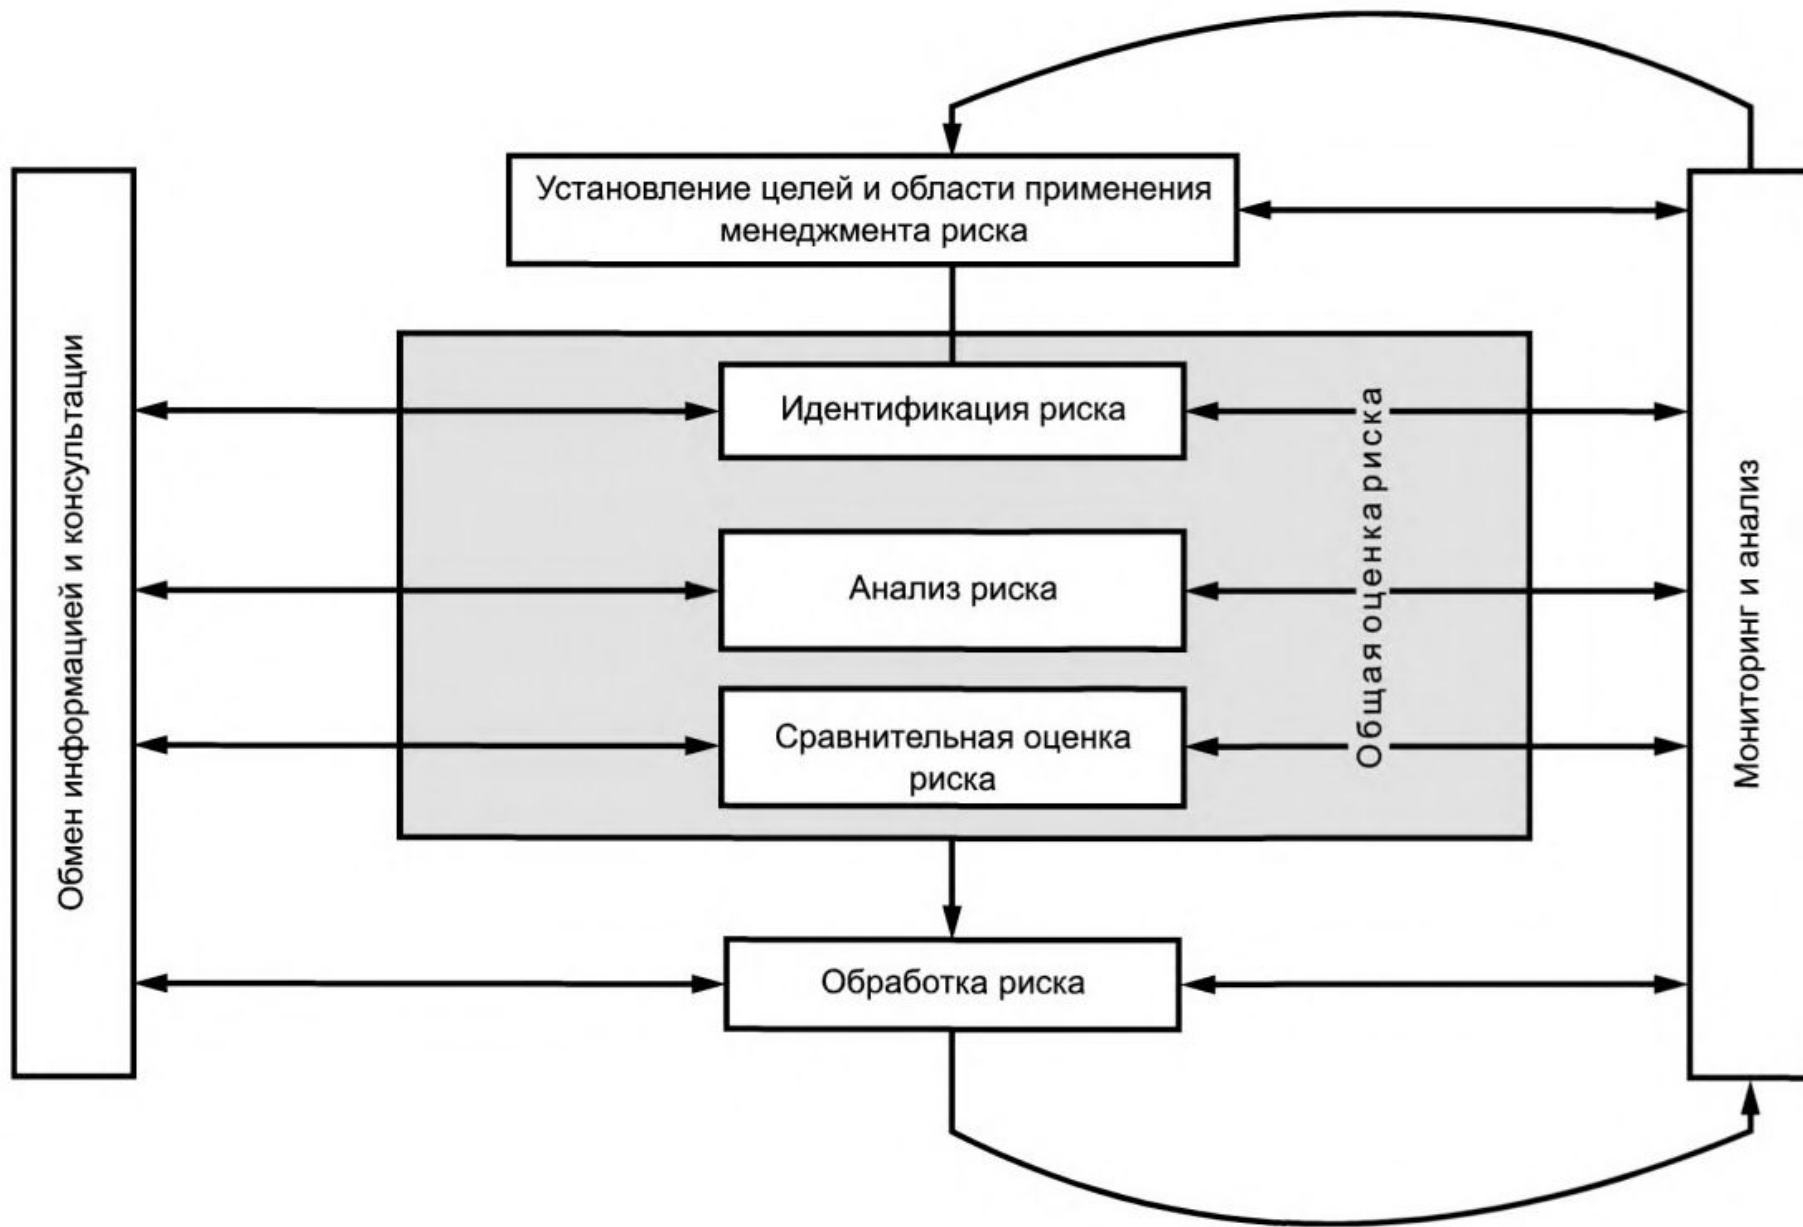 Установление целей и области применения
менеджмента риска
Обмен информацией и консультации
Идентификация риска
Анализ риска
Сравнительная оценка
риска
Общая оценка риска
Мониторинг и анализ
Обработка риска